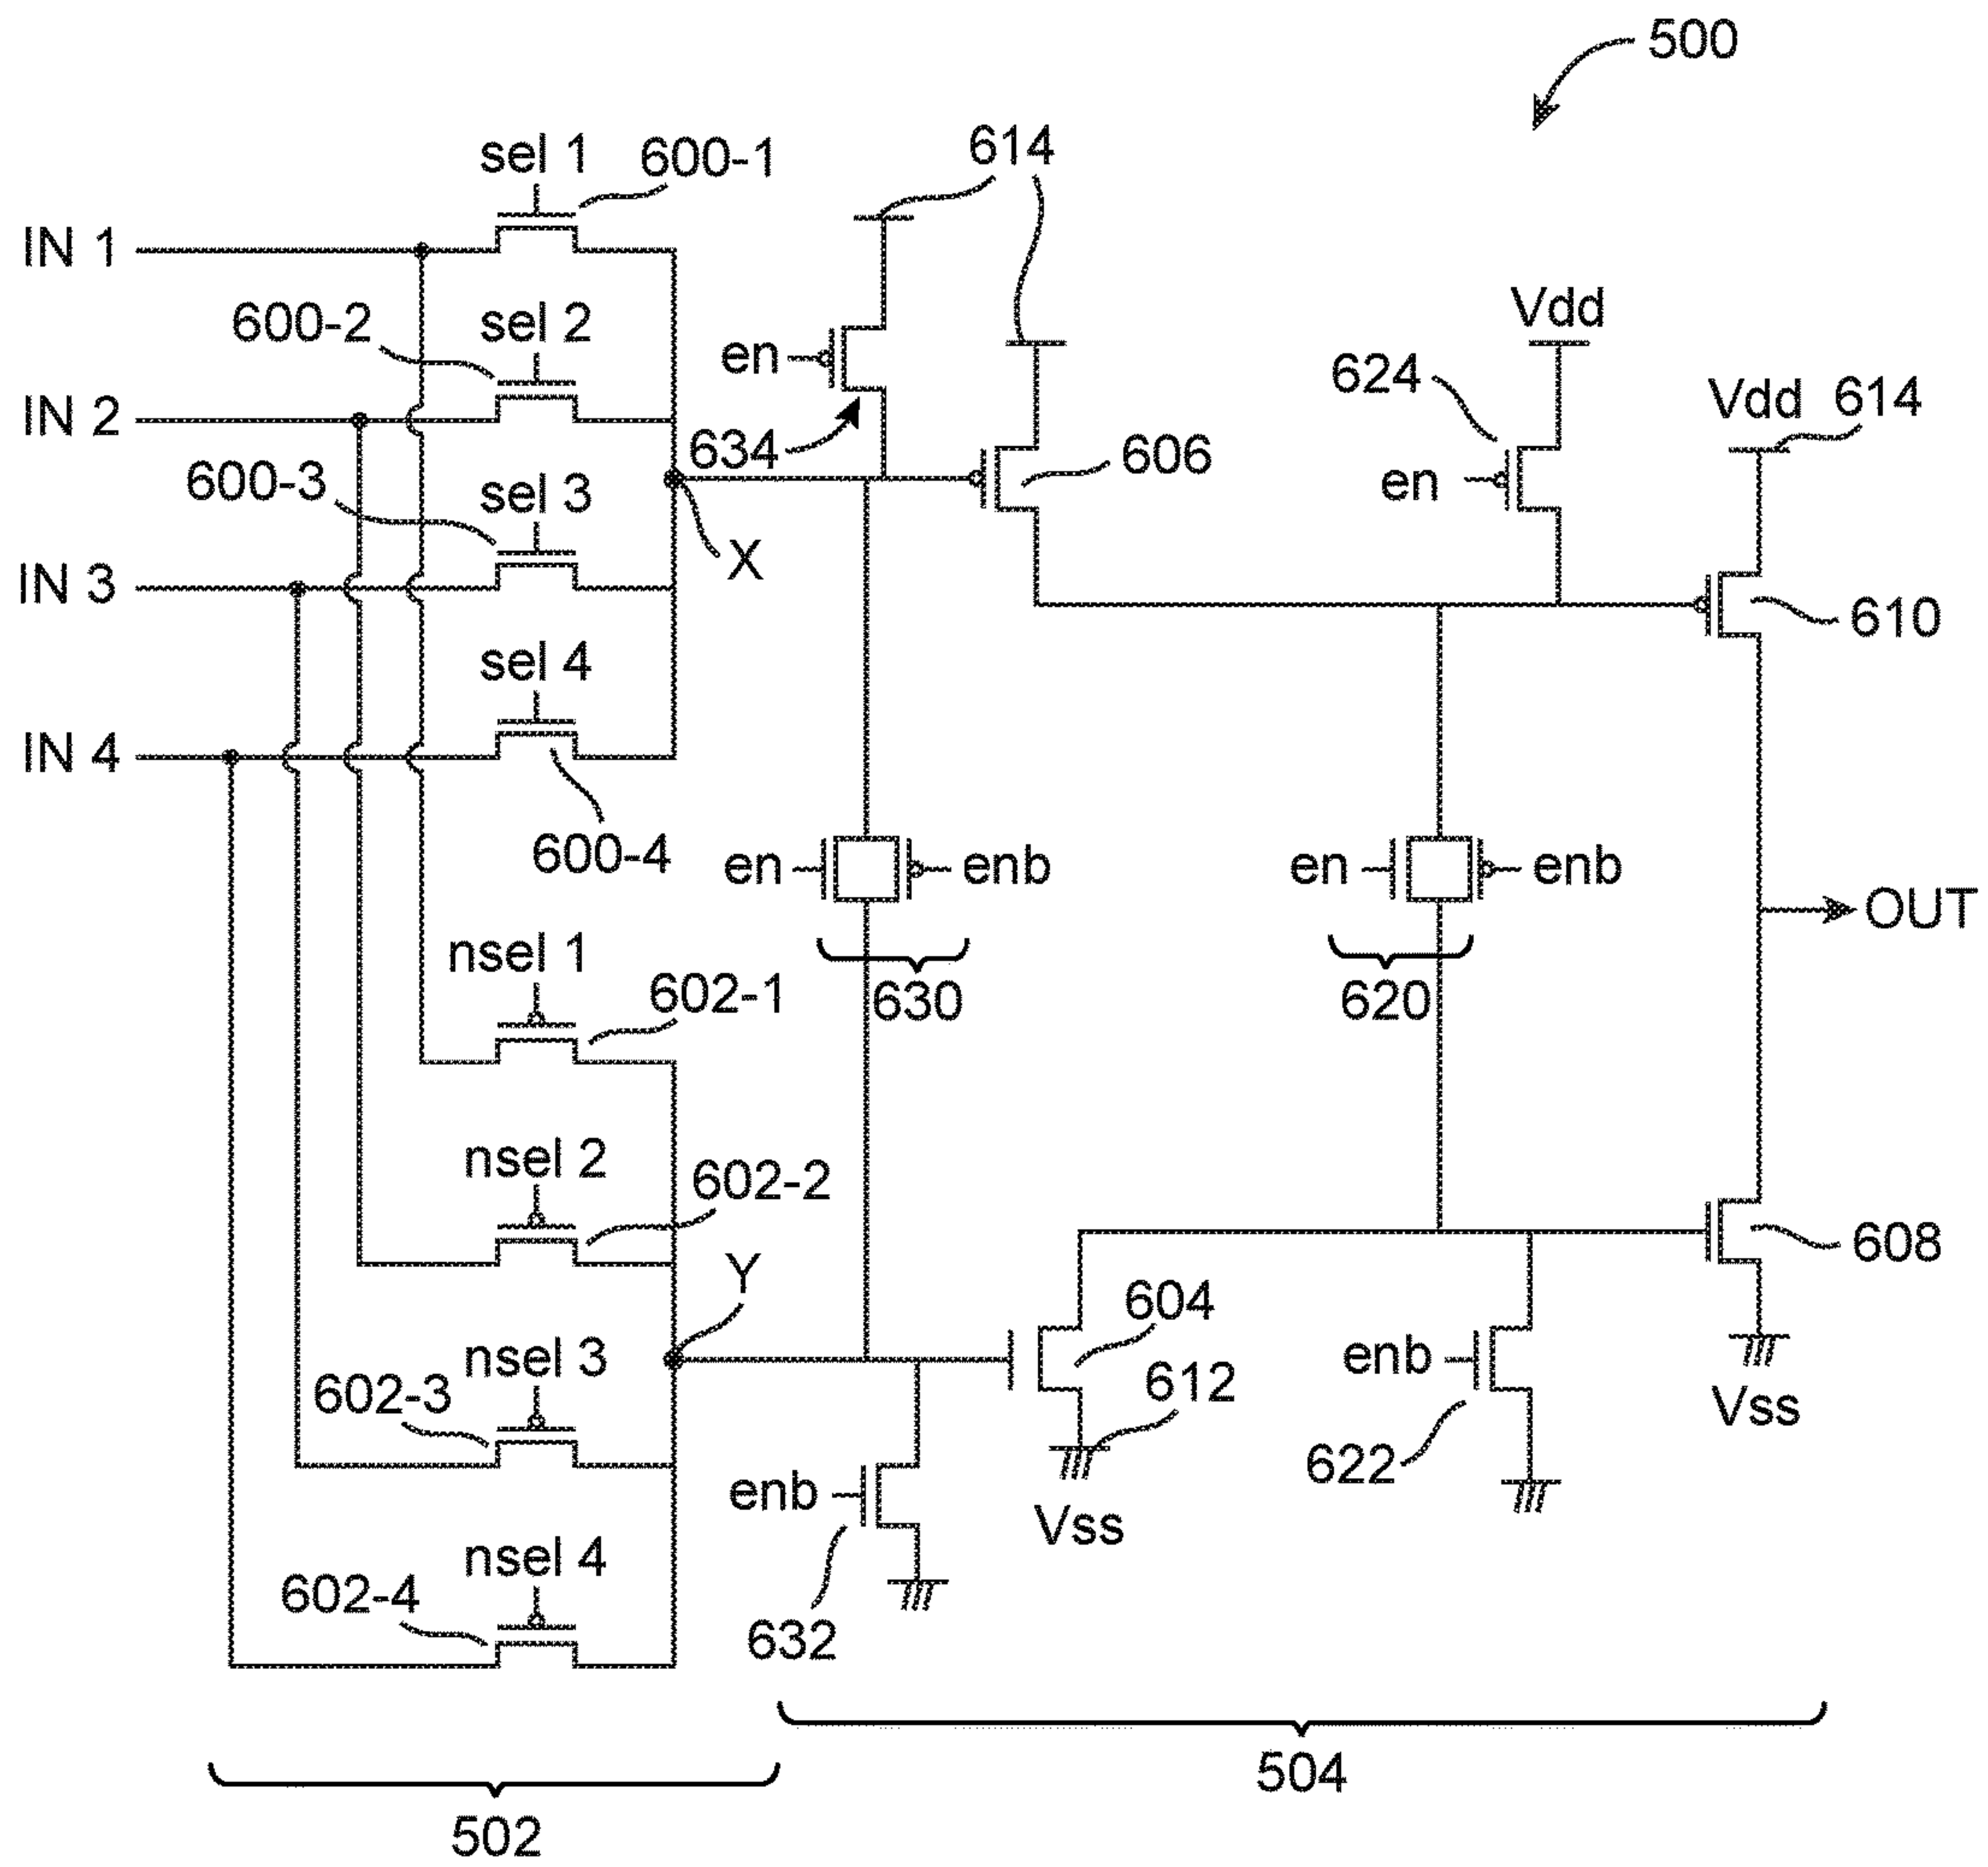 500
614
sel 1
600-1
IN 1
600-2
sel 2
en
Vdd
624
Vdd
614
IN 2
634
606
600-3
sel 3
en
X
IN 3
610
sel 4
IN 4
600-4
en
enb
en
enb
OUT
nsel 1
602-1
630
620
nsel 2
602-2
608
Y
604
nsel 3
enb
612
602-3
Vss
622
enb
Vss
nsel 4
602-4
632
504
502